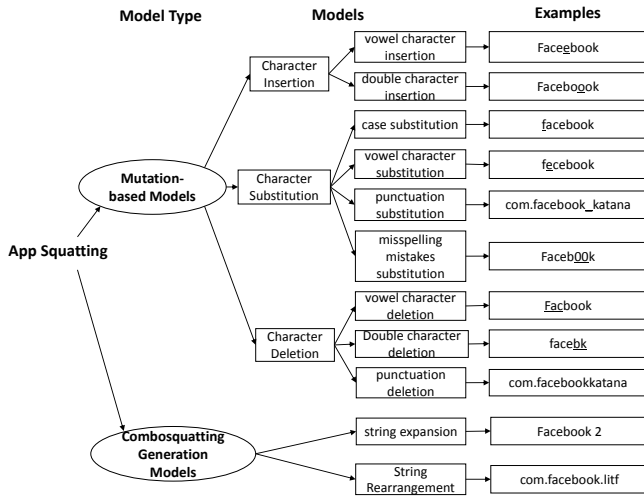 Model Type
Models
Examples
App Squatting
Mutation-
based Models
Character
Insertion
vowel character
insertion
Faceebook
double character
insertion
Faceboook
Character
Substitution
case substitution
facebook
vowel character
substitution
fecebook
punctuation
substitution
com.facebook_katana
misspelling
mistakes
substitution
Faceb00k
Character
Deletion
vowel character
deletion
Facbook
Double character
deletion
facebk
punctuation
deletion
com.facebookkatana
Combosquatting
Generation
Models
string expansion
Facebook 2
String
Rearrangement
com.facebook.litf